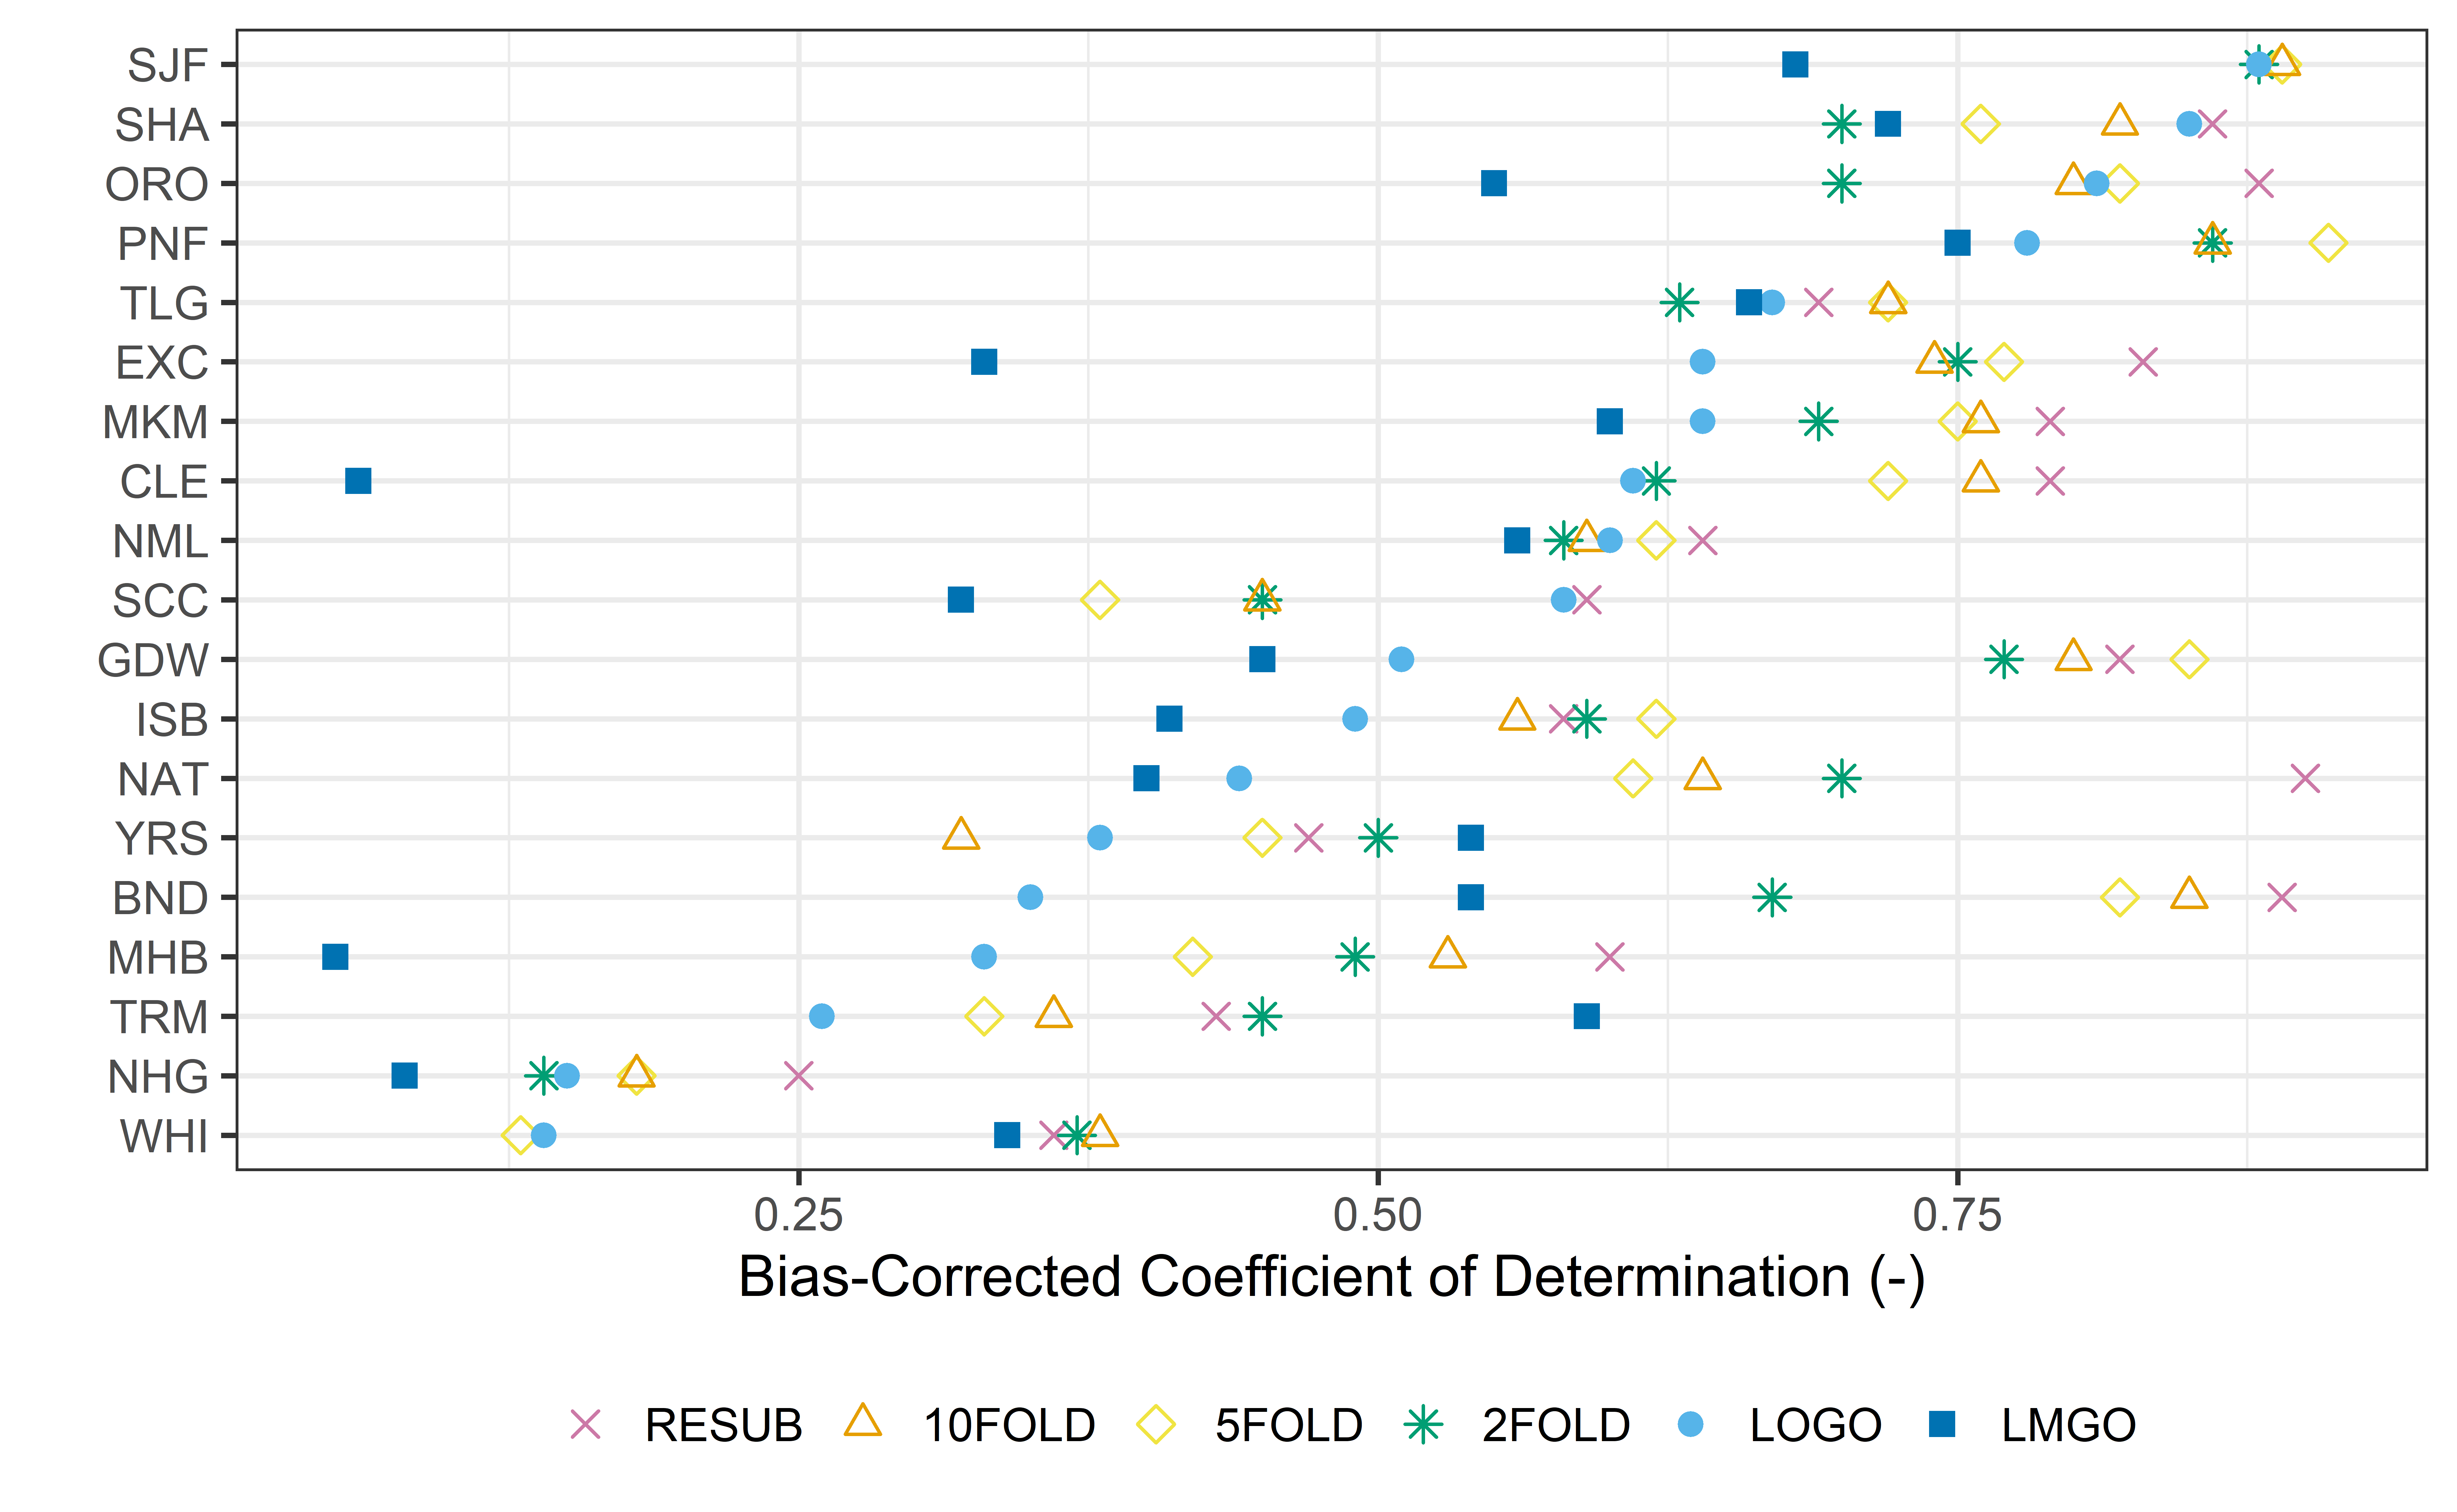 SJF
SHA
ORO
PNF
TLG
EXC
MKM
CLE
NML
SCC
GDW
ISB
NAT
YRS
BND
MHB
TRM
NHG
WHI
0.25 0.50 0.75
Bias-Corrected Coefficient of Determination (-)
RESUB 10FOLD 5FOLD 2FOLD LOGO LMGO